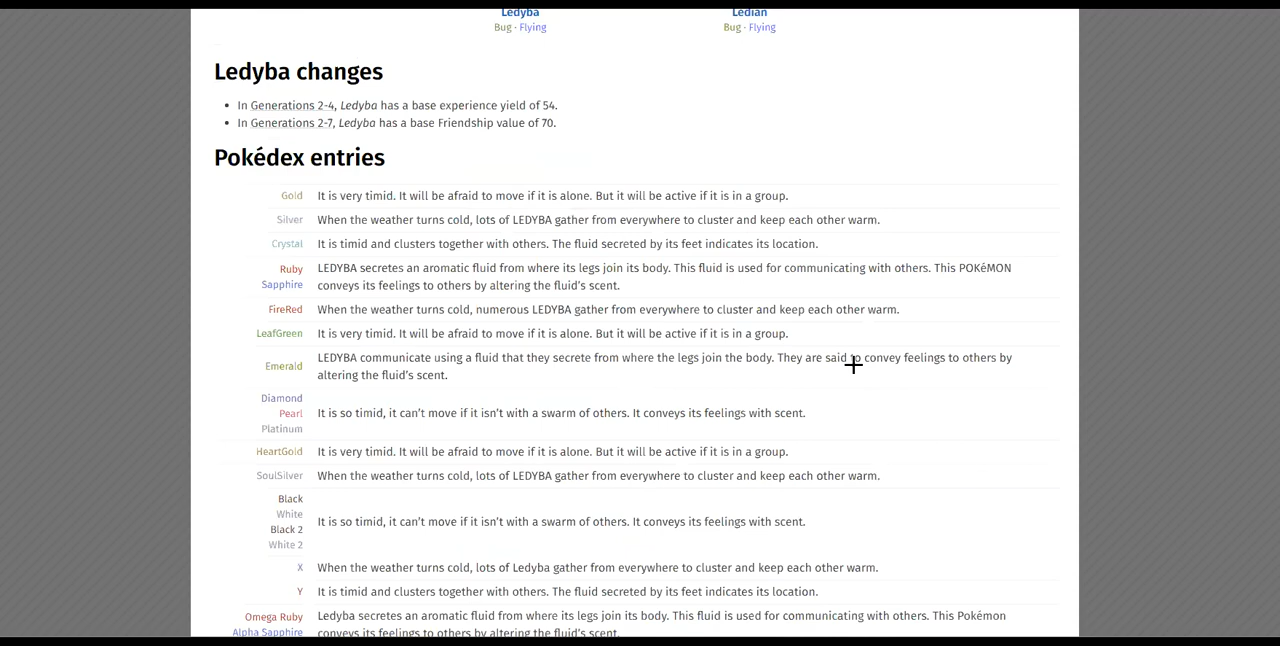 Ledyba Ledian
Bug · Flying Bug · Flying
Ledyba changes
• In Generations 2-4, Ledyba has a base experience yield of 54.
• In Generations 2-7, Ledyba has a base Friendship value of 70.
Pokédex entries
Gold It is very timid. It will be afraid to move if it is alone. But it will be active if it is in a group.
Silver When the weather turns cold, lots of LEDYBA gather from everywhere to cluster and keep each other warm.
Crystal It is timid and clusters together with others. The fluid secreted by its feet indicates its location.
Ruby LEDYBA secretes an aromatic fluid from where its legs join its body. This fluid is used for communicating with others. This POKéMON
Sapphire conveys its feelings to others by altering the fluid's scent.
FireRed When the weather turns cold, numerous LEDYBA gather from everywhere to cluster and keep each other warm.
LeafGreen It is very timid. It will be afraid to move if it is alone. But it will be active if it is in a group.
Emerald LEDYBA communicate using a fluid that they secrete from where the legs join the body. They are said to convey feelings to others by
altering the fluid's scent.
Diamond
Pearl It is so timid, it can't move if it isn't with a swarm of others. It conveys its feelings with scent.
Platinum
HeartGold It is very timid. It will be afraid to move if it is alone. But it will be active if it is in a group.
SoulSilver When the weather turns cold, lots of LEDYBA gather from everywhere to cluster and keep each other warm.
Black
White
It is so timid, it can't move if it isn't with a swarm of others. It conveys its feelings with scent.
Black 2
White 2
X When the weather turns cold, lots of Ledyba gather from everywhere to cluster and keep each other warm.
Y It is timid and clusters together with others. The fluid secreted by its feet indicates its location.
Omega Ruby Ledyba secretes an aromatic fluid from where its legs join its body. This fluid is used for communicating with others. This Pokémon
Alpha Sapphire conveys its feelings to others by altering the fluid's scent.